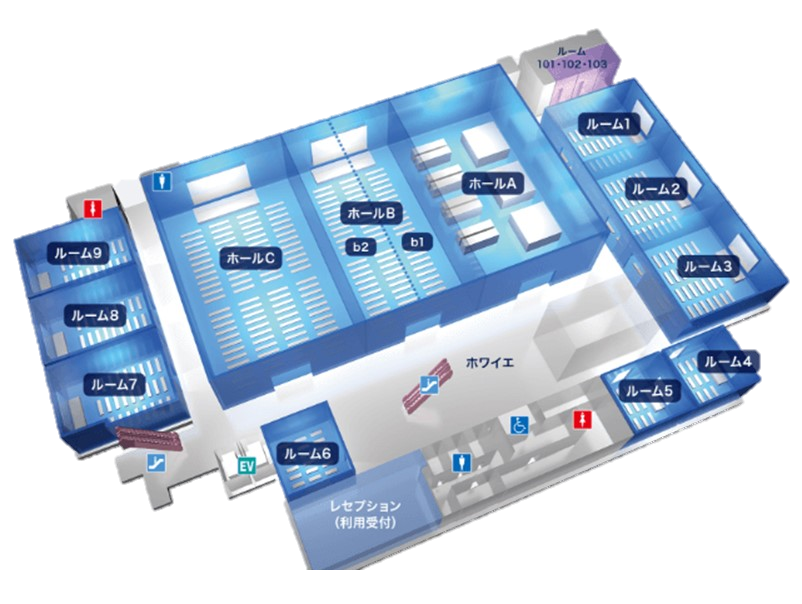 ルーム
101・102・103
ルーム1
ルーム2
ルーム3
ホールA
ホールB
b2
b1
ホールC
ルーム9
ルーム8
ルーム7
ホワイエ
ルーム4
ルーム5
ルーム6
EV
レセプション
(利用受付)